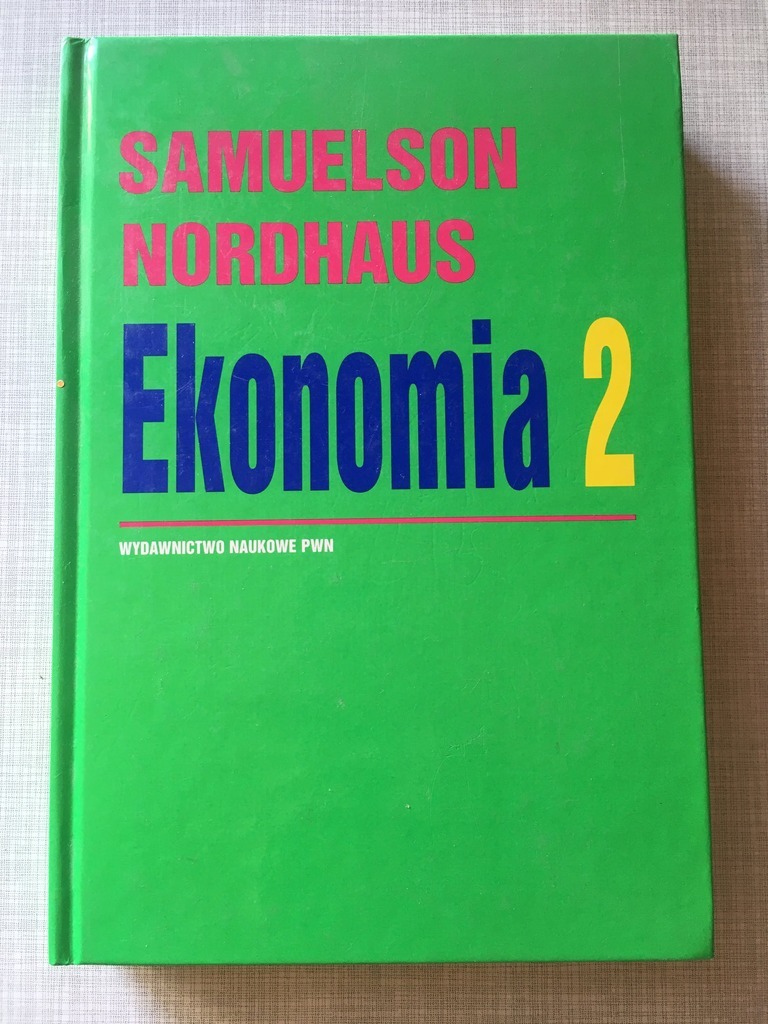 SAMUELSON
NORDHAUS
Ekonomia 2
WYDAWNICTWO NAUKOWE PWN